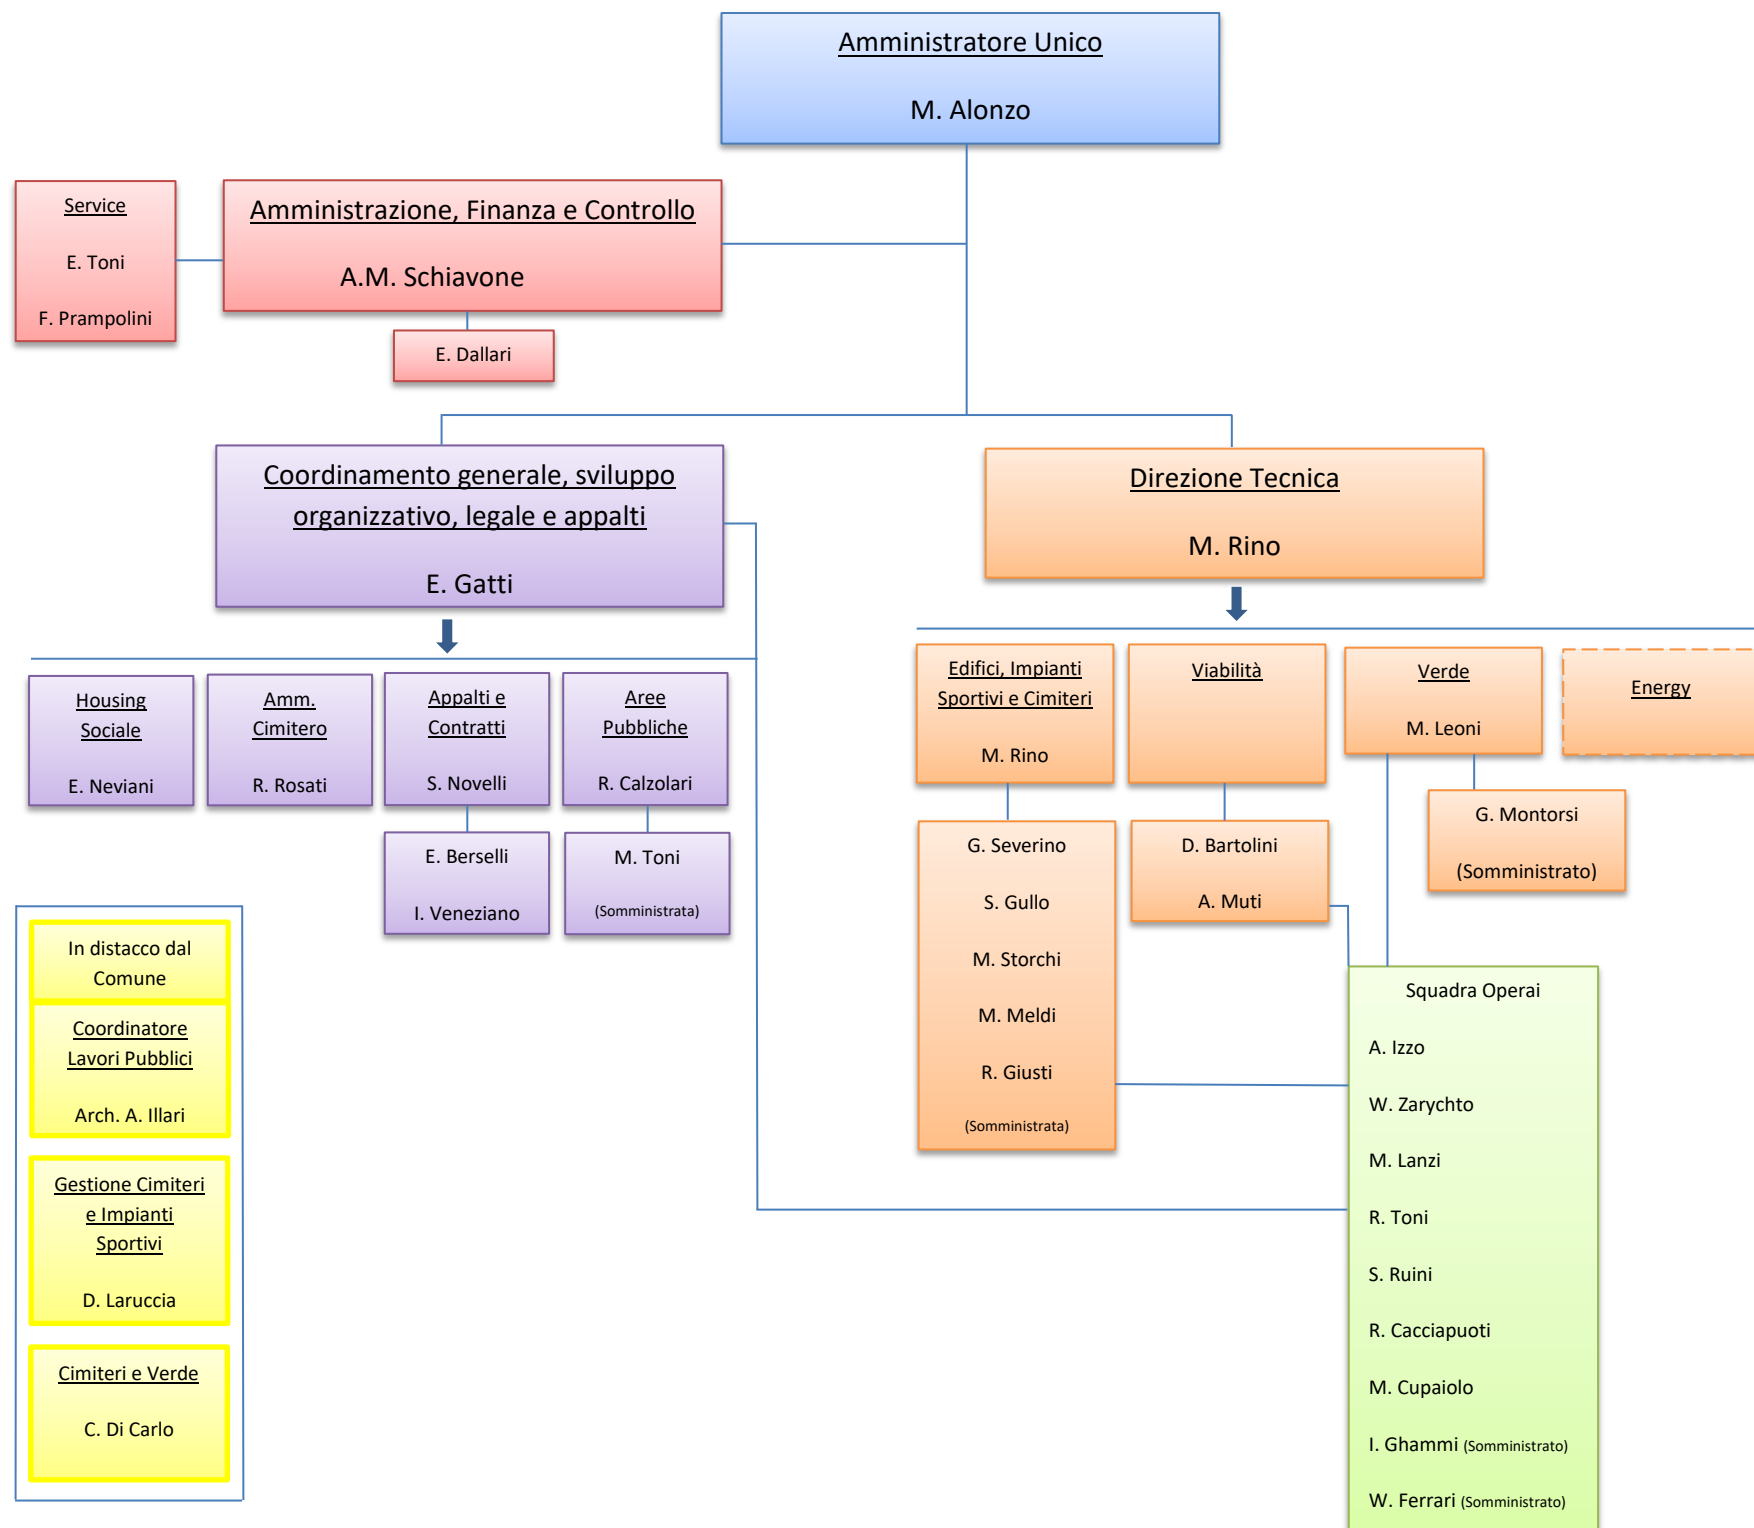 Amministratore Unico
M. Alonzo
Service
E. Toni
F. Prampolini
Amministrazione, Finanza e Controllo
A.M. Schiavone
E. Dallari
Coordinamento generale, sviluppo
organizzativo, legale e appalti
E. Gatti
Direzione Tecnica
M. Rino
Housing
Sociale
E. Neviani
Amm.
Cimitero
R. Rosati
Appalti e
Contratti
S. Novelli
Aree
Pubbliche
R. Calzolari
E. Berselli
I. Veneziano
M. Toni
(Somministrata)
Edifici, Impianti
Sportivi e Cimiteri
M. Rino
Viabilità
Verde
M. Leoni
Energy
G. Severino
S. Gullo
M. Storchi
M. Meldi
R. Giusti
(Somministrata)
D. Bartolini
A. Muti
G. Montorsi
(Somministrato)
In distacco dal
Comune
Coordinatore
Lavori Pubblici
Arch. A. Illari
Gestione Cimiteri
e Impianti
Sportivi
D. Laruccia
Cimiteri e Verde
C. Di Carlo
Squadra Operai
A. Izzo
W. Zarychto
M. Lanzi
R. Toni
S. Ruini
R. Cacciapuoti
M. Cupaiolo
I. Ghammi (Somministrato)
W. Ferrari (Somministrato)